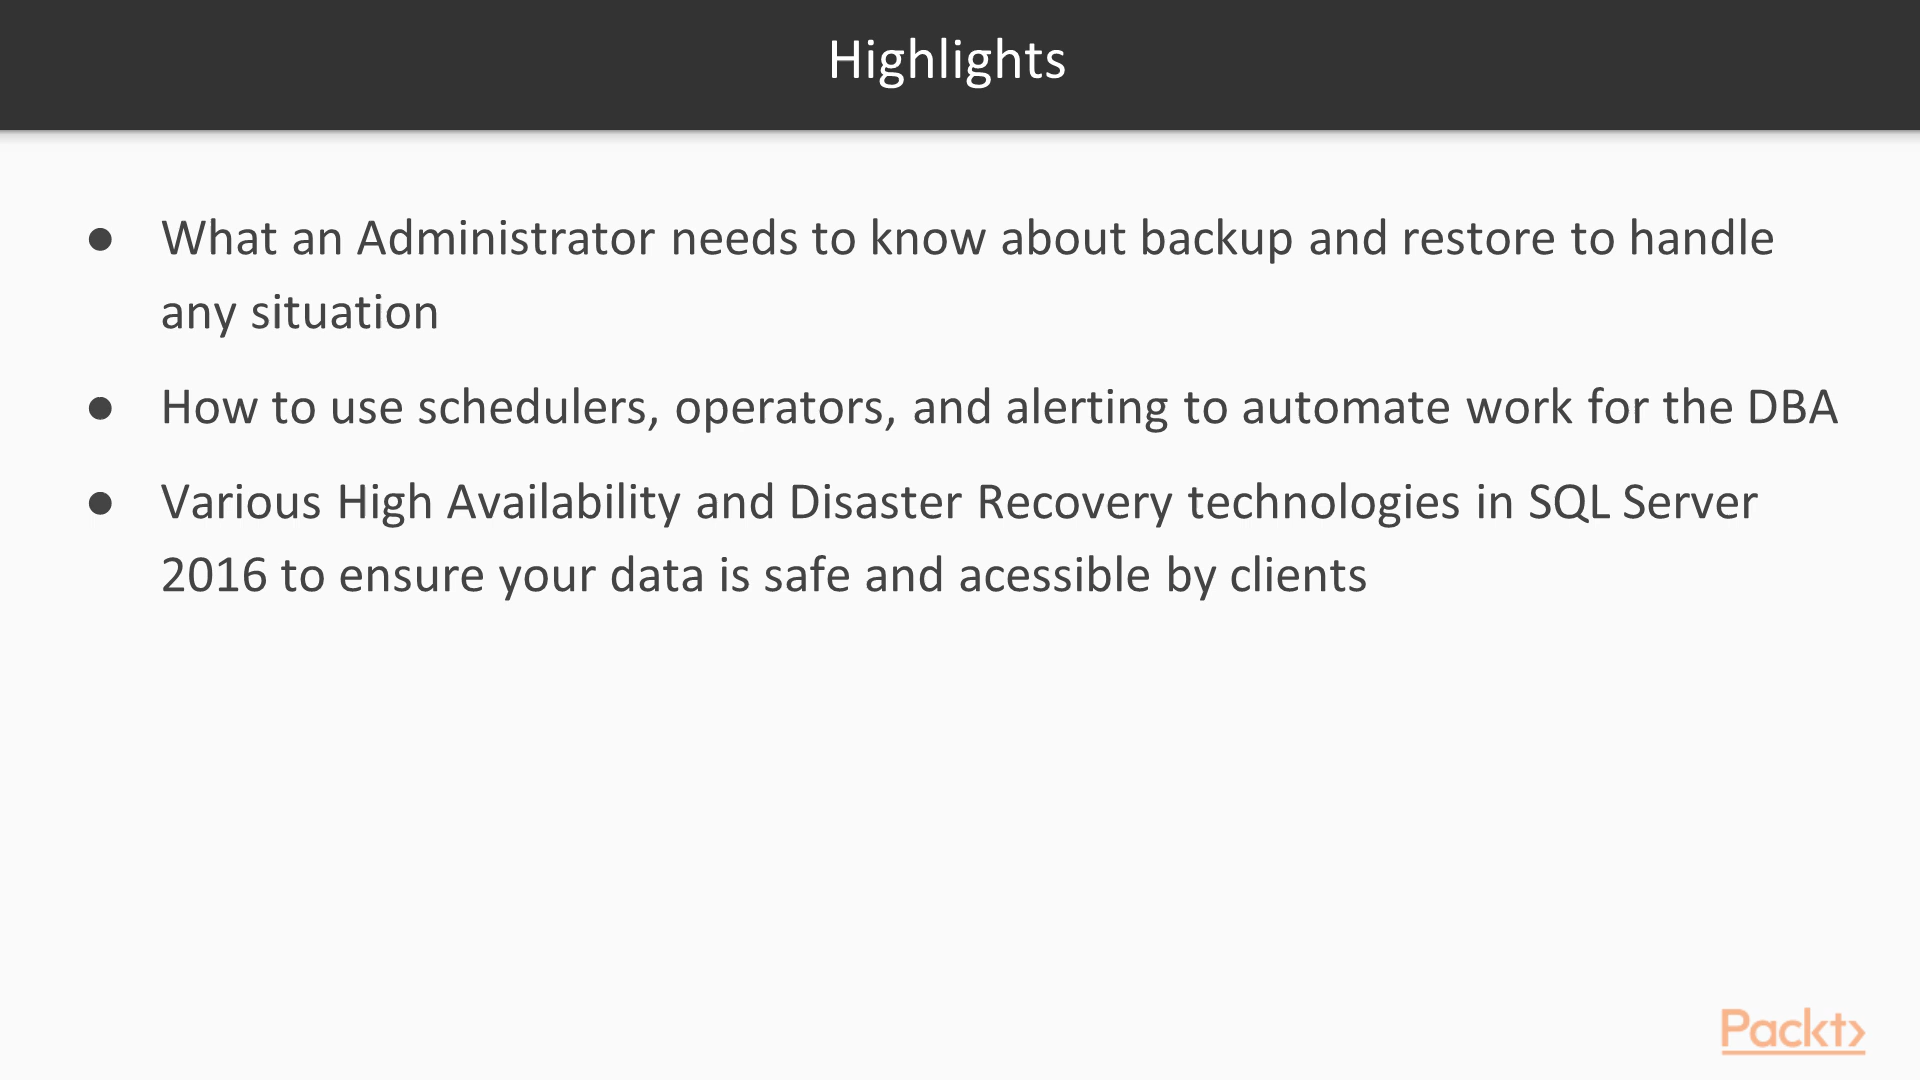 Highlights
● What an Administrator needs to know about backup and restore to handle
any situation
● How to use schedulers, operators, and alerting to automate work for the DBA
● Various High Availability and Disaster Recovery technologies in SQL Server
2016 to ensure your data is safe and acessible by clients
Packt>